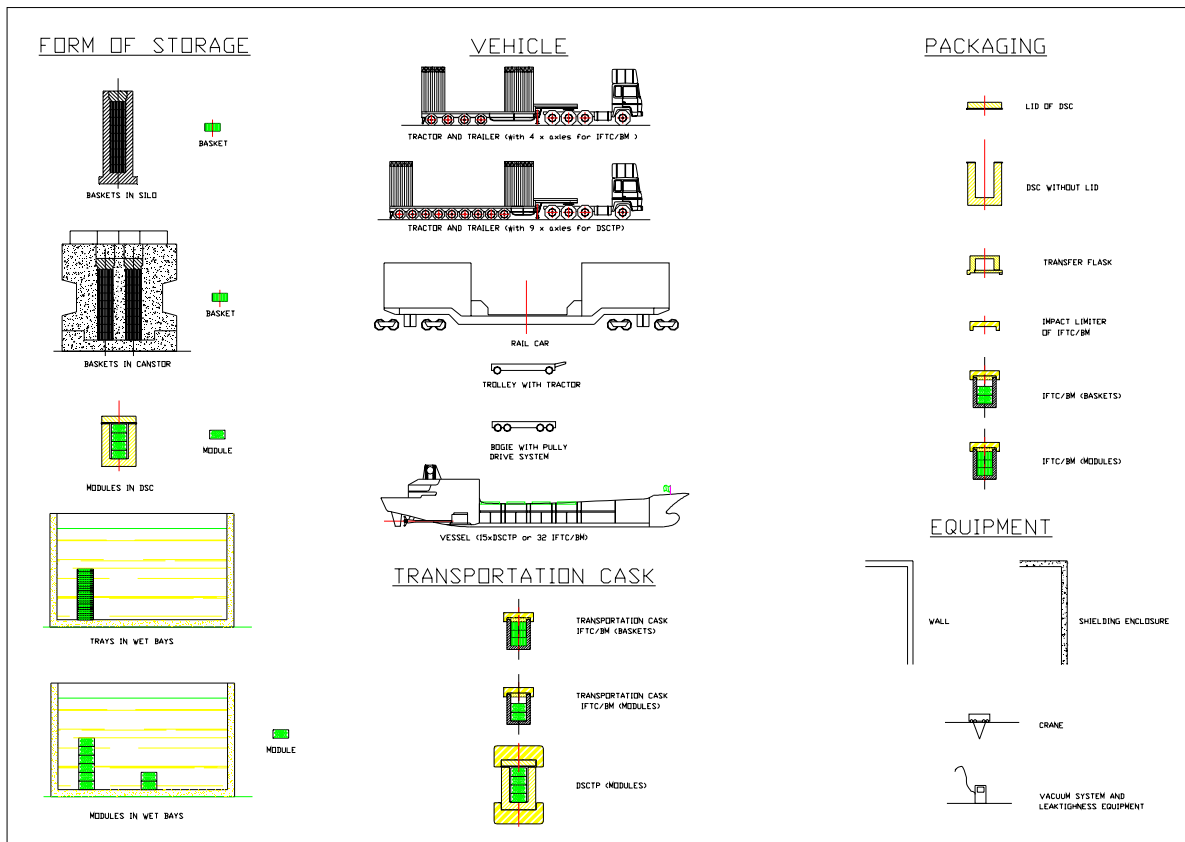 FORM OF STORAGE
BASKET
BASKETS IN SILO
BASKET
BASKETS IN CANSTOR
MODULE
MODULES IN DSC
TRAYS IN WET BAYS
MODULE
MODULES IN WET BAYS
VEHICLE
TRACTOR AND TRAILER (with 4 x axles for IFTC/BM )
TRACTOR AND TRAILER (with 9 x axles for DSCTP)
RAIL CAR
TROLLEY WITH TRACTOR
BOGIE WITH PULLY
DRIVE SYSTEM
VESSEL (15xDSCTP or 32 IFTC/BM)
TRANSPORTATION CASK
TRANSPORTATION CASK
IFTC/BM (BASKETS)
TRANSPORTATION CASK
IFTC/BM (MODULES)
DSCTP (MODULES)
PACKAGING
LID OF DSC
DSC WITHOUT LID
TRANSFER FLASK
IMPACT LIMITER
OF IFTC/BM
IFTC/BM (BASKETS)
IFTC/BM (MODULES)
EQUIPMENT
WALL
SHIELDING ENCLOSURE
CRANE
VACUUM SYSTEM AND
LEAKTIGHNESS EQUIPMENT